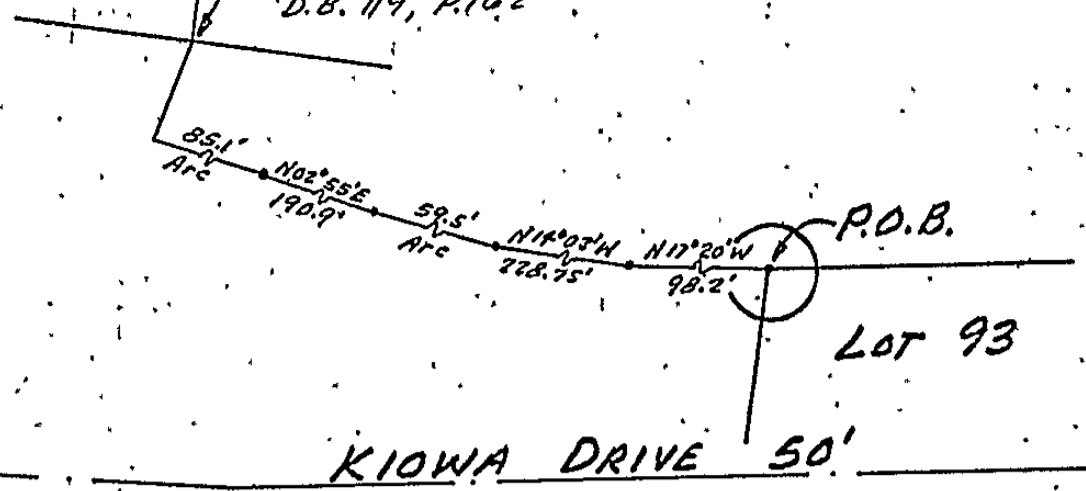 D.B. 119, P.162
85.1'
Arc
N02°55'E
190.9'
59.5'
Arc
N14°03'W
228.75'
N17°20'W
98.2'
P.O.B.
LOT 93
KIOWA DRIVE 50'